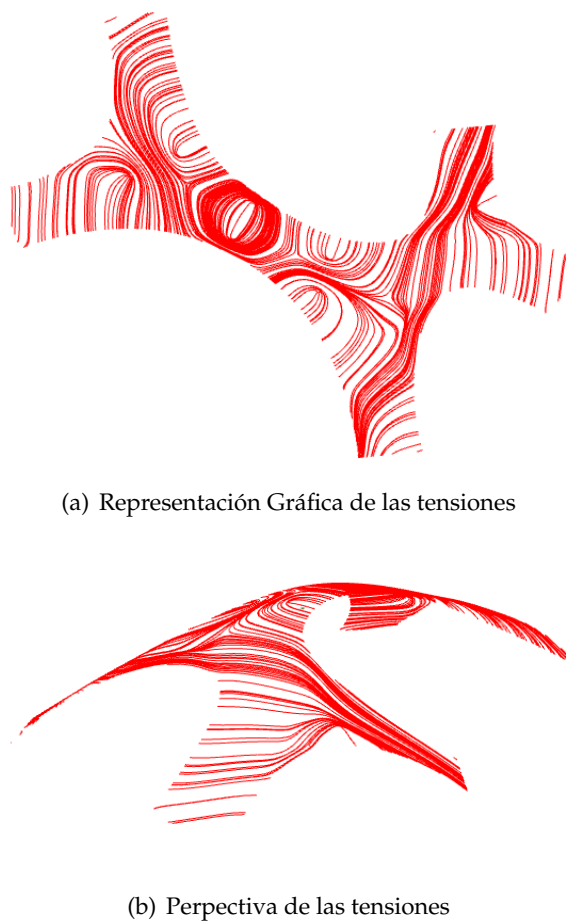 (a) Representación Gráfica de las tensiones
(b) Perpectiva de las tensiones